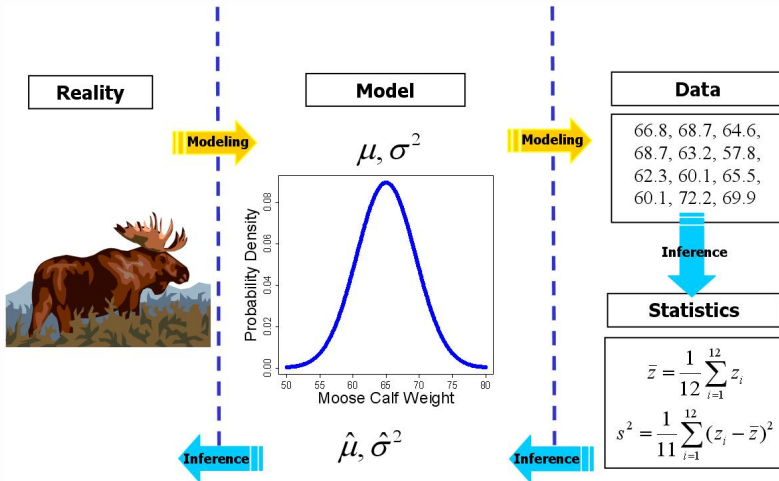 Reality
Modeling
Model
μ, σ²
Probability Density
0.00 0.02 0.04 0.06 0.08
50 55 60 65 70 75 80
Moose Calf Weight
μ̂, σ̂²
Inference
Modeling
Data
66.8, 68.7, 64.6,
68.7, 63.2, 57.8,
62.3, 60.1, 65.5,
60.1, 72.2, 69.9
Inference
Statistics
z̄ = 1/12 ∑_{i=1}^{12} z_i
s² = 1/11 ∑_{i=1}^{12} (z_i − z̄)²
Inference